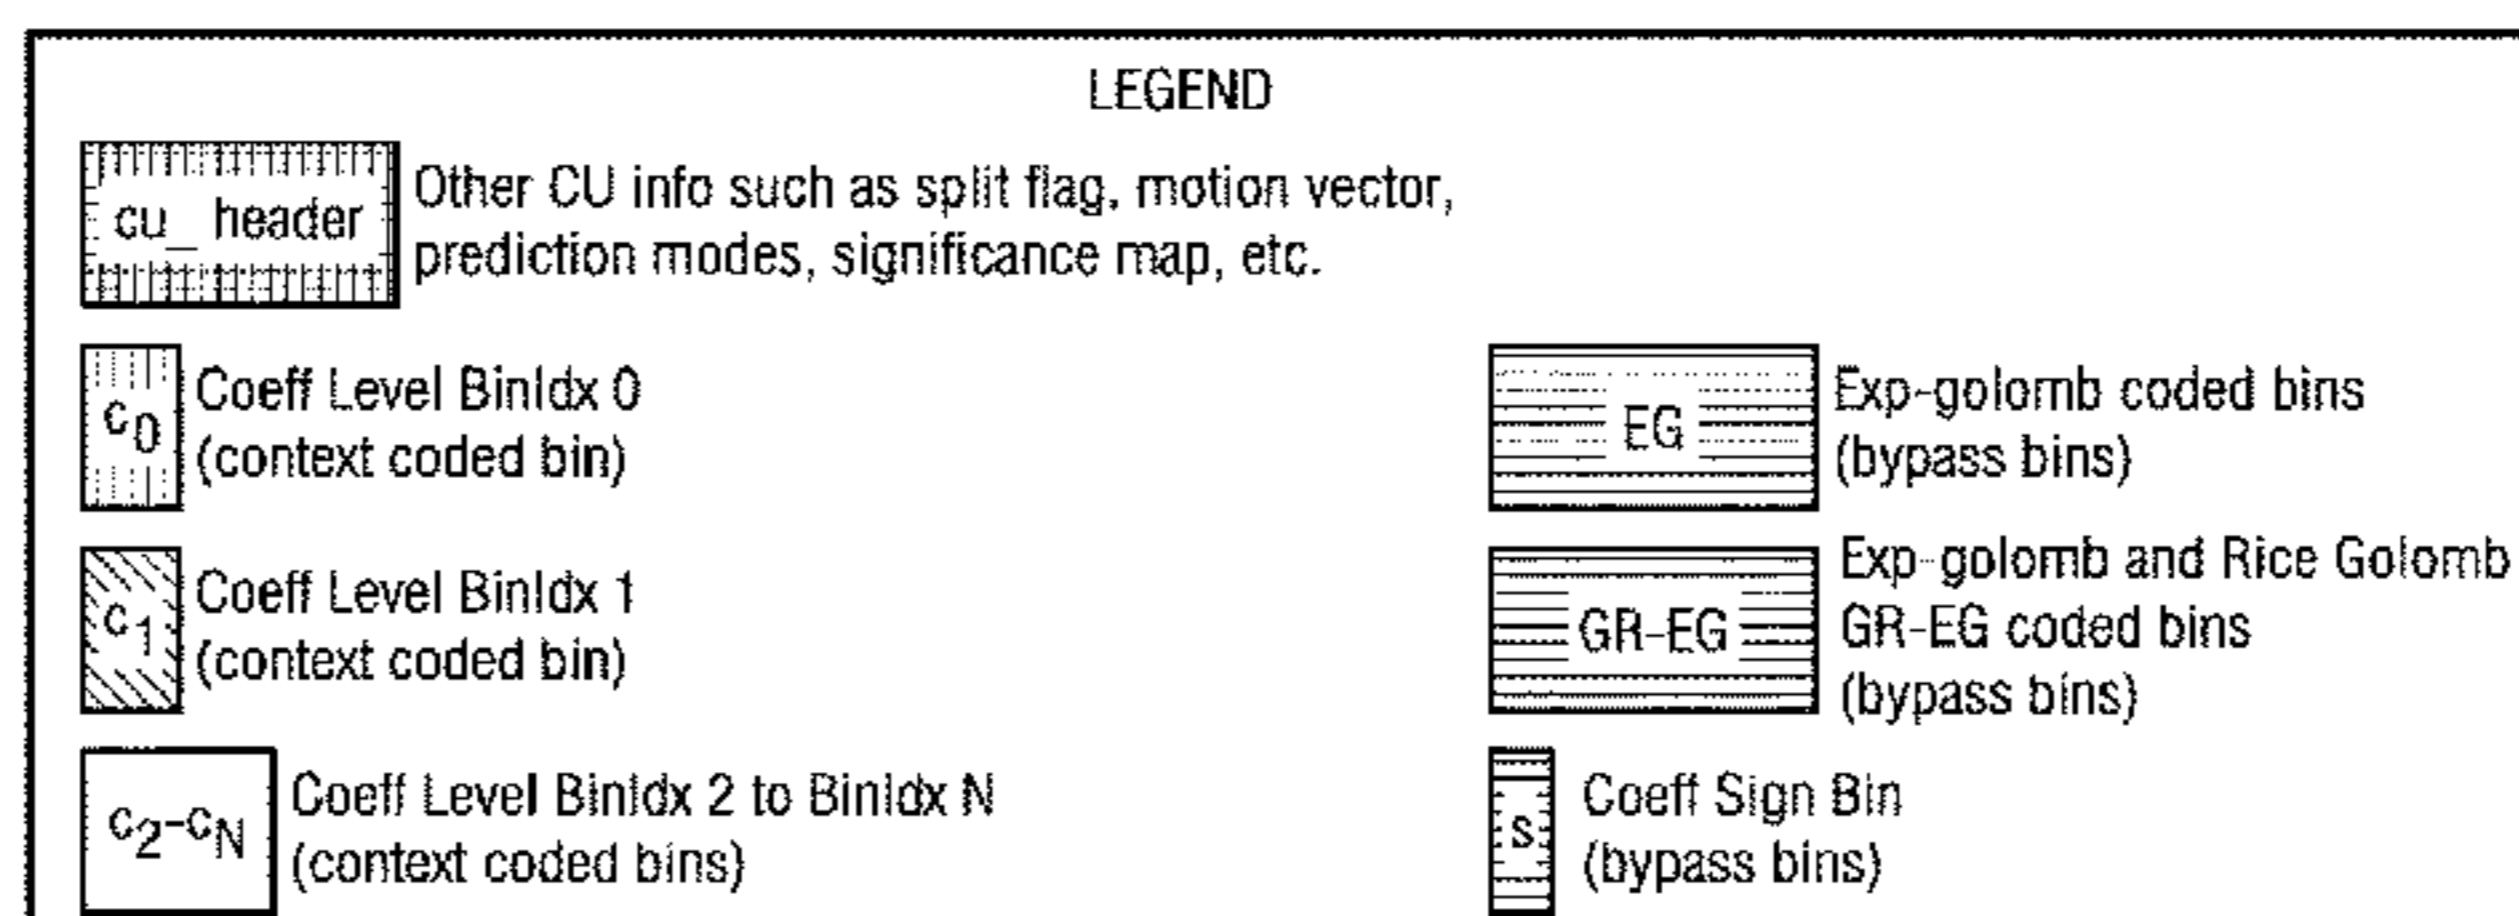 LEGEND
cu_ header
Other CU info such as split flag, motion vector,
prediction modes, significance map, etc.
c0
Coeff Level BinIdx 0
(context coded bin)
c1
Coeff Level BinIdx 1
(context coded bin)
c2-cN
Coeff Level BinIdx 2 to BinIdx N
(context coded bins)
EG
Exp-golomb coded bins
(bypass bins)
GR-EG
Exp-golomb and Rice Golomb
GR-EG coded bins
(bypass bins)
s
Coeff Sign Bin
(bypass bins)